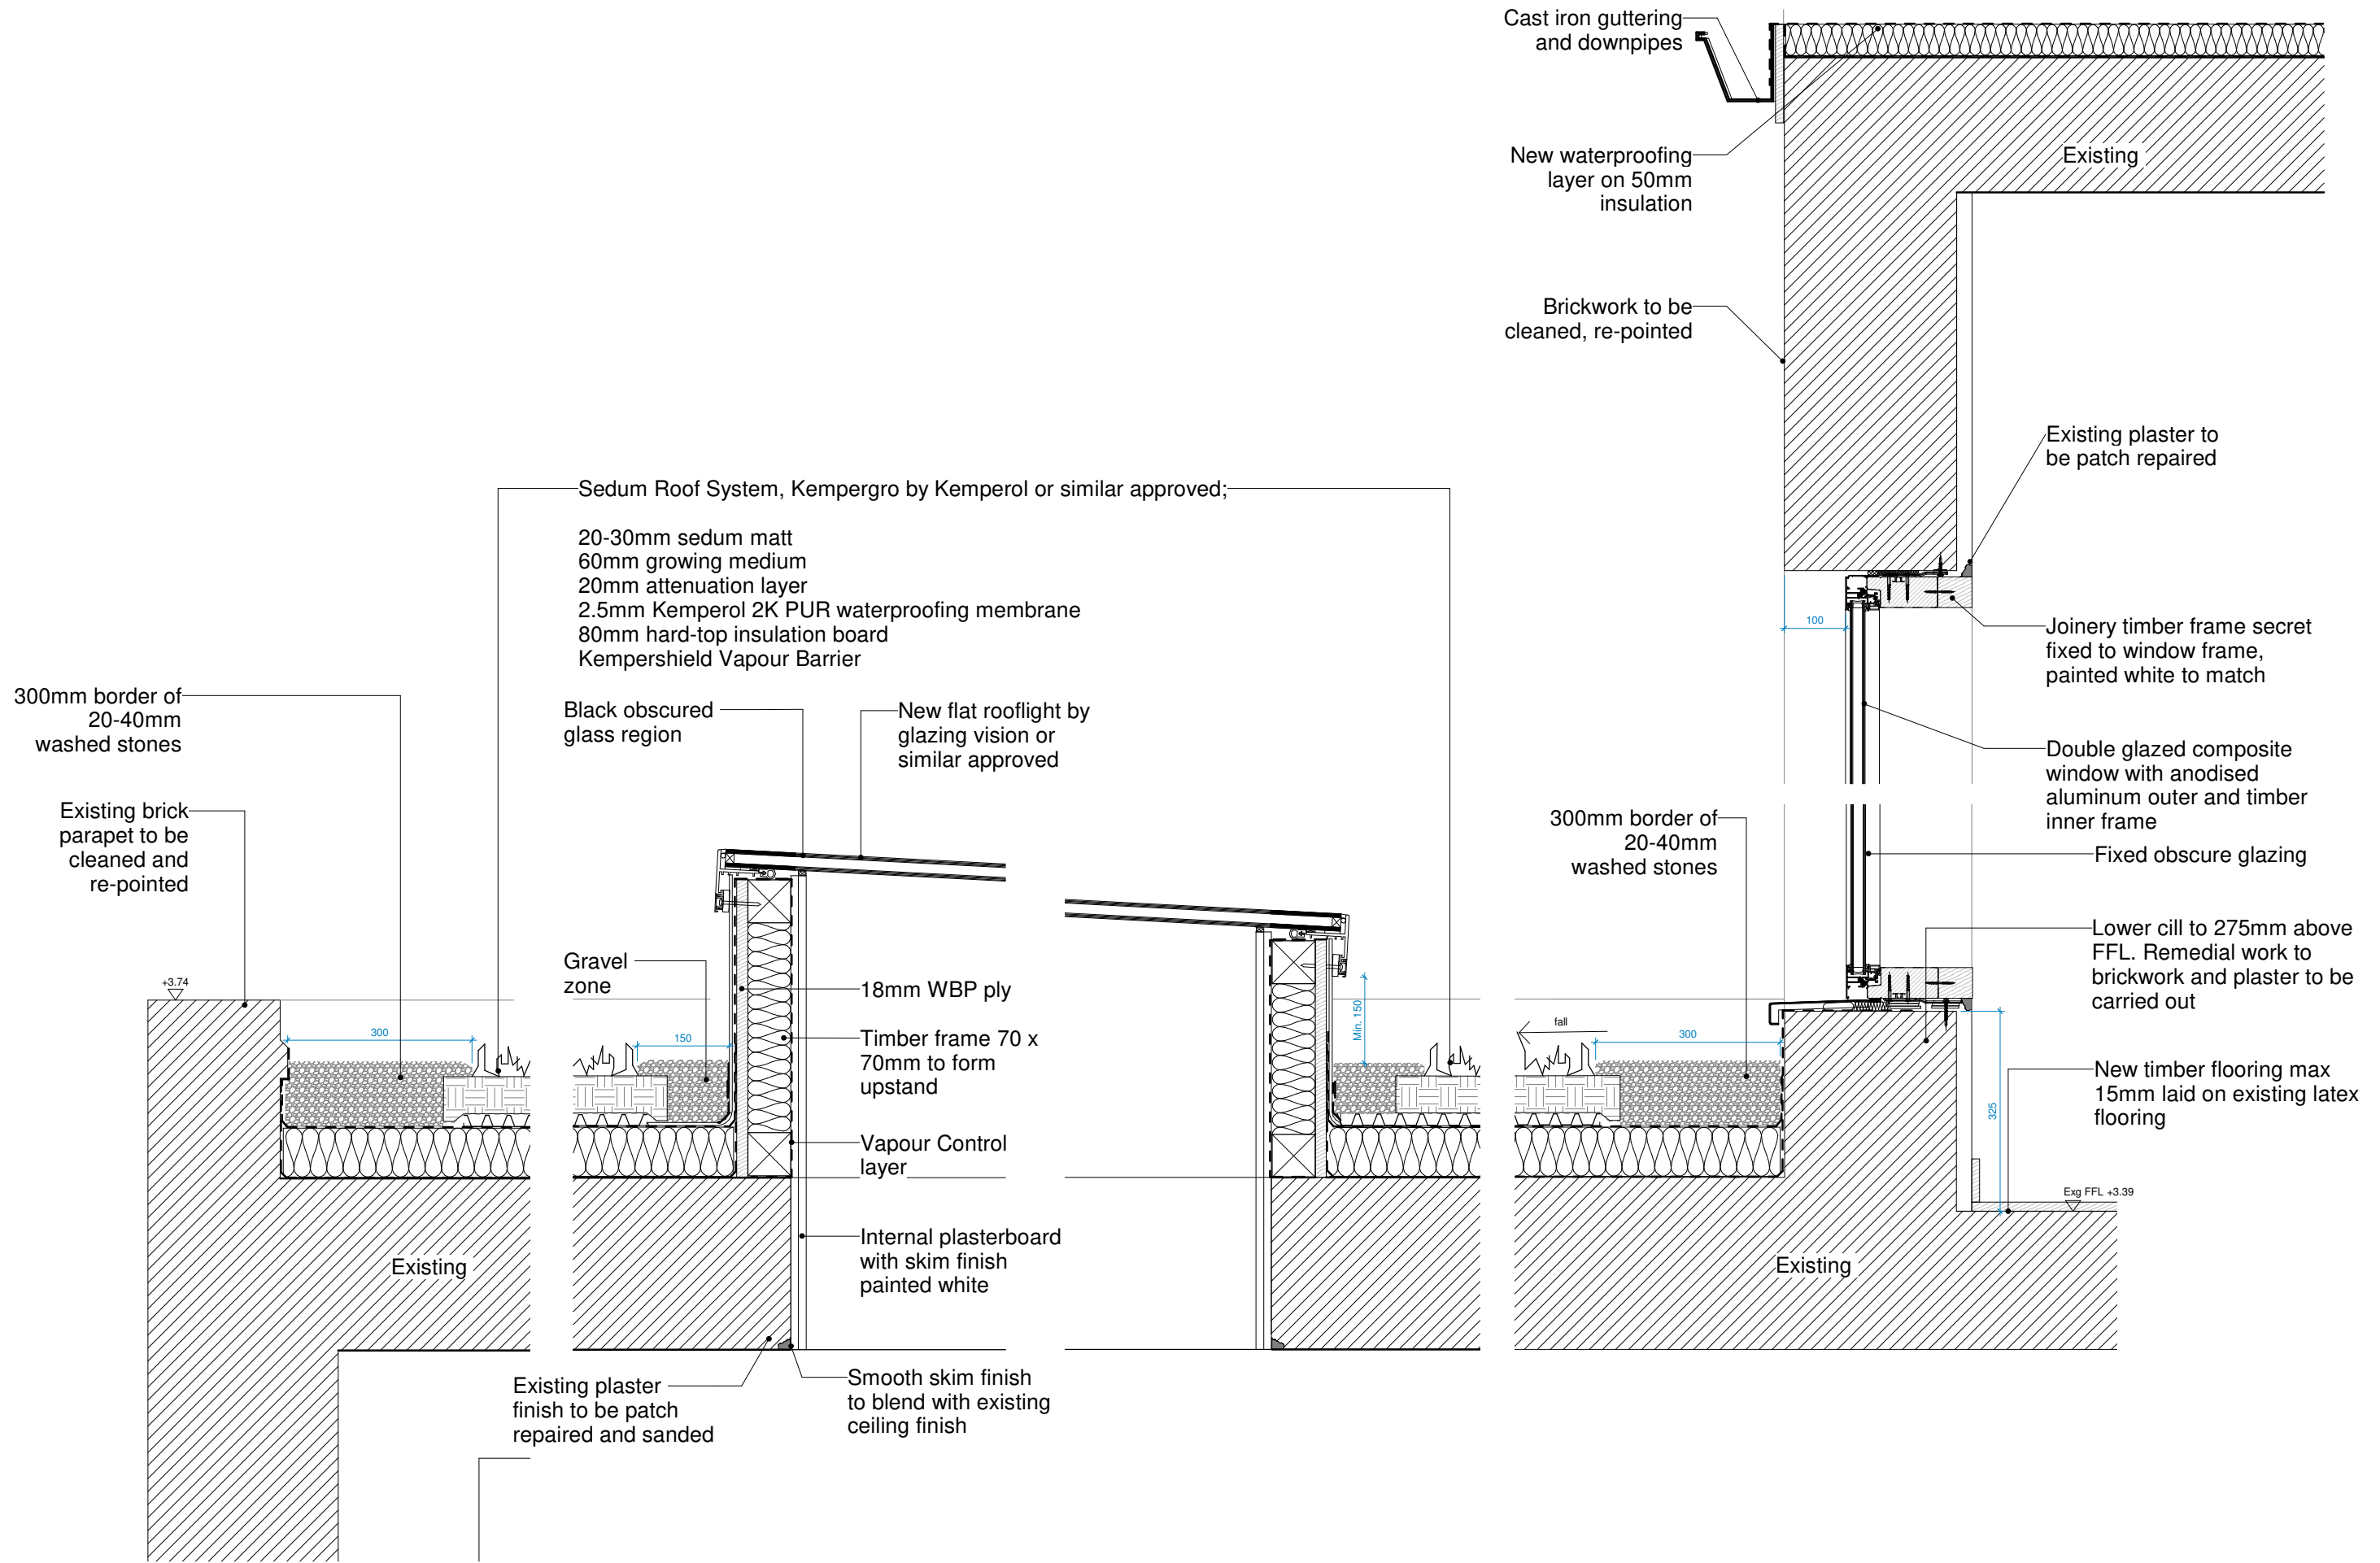 Cast iron guttering
and downpipes
New waterproofing
layer on 50mm
insulation
Existing
Brickwork to be
cleaned, re-pointed
Existing plaster to
be patch repaired
Sedum Roof System, Kempergro by Kemperol or similar approved;
20-30mm sedum matt
60mm growing medium
20mm attenuation layer
2.5mm Kemperol 2K PUR waterproofing membrane
80mm hard-top insulation board
Kempershield Vapour Barrier
100
Joinery timber frame secret
fixed to window frame,
painted white to match
300mm border of
20-40mm
washed stones
Black obscured
glass region
New flat rooflight by
glazing vision or
similar approved
Double glazed composite
window with anodised
aluminum outer and timber
inner frame
Existing brick
parapet to be
cleaned and
re-pointed
300mm border of
20-40mm
washed stones
Fixed obscure glazing
Lower cill to 275mm above
FFL. Remedial work to
brickwork and plaster to be
carried out
Gravel
zone
+3.74
18mm WBP ply
Min. 150
fall
300
150
300
Timber frame 70 x
70mm to form
upstand
New timber flooring max
15mm laid on existing latex
flooring
325
Vapour Control
layer
Exg FFL +3.39
Internal plasterboard
with skim finish
painted white
Existing
Existing
Existing plaster
finish to be patch
repaired and sanded
Smooth skim finish
to blend with existing
ceiling finish